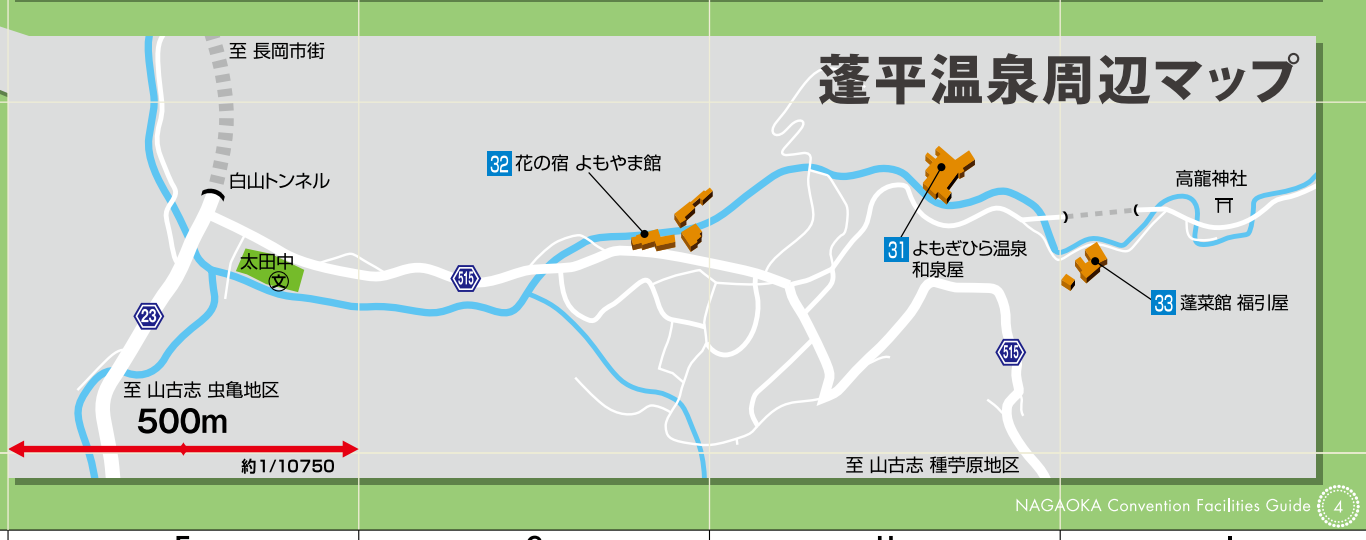 至 長岡市街
蓬平温泉周辺マップ
32 花の宿 よもやま館
白山トンネル
高龍神社
太田中
文
31 よもぎひら温泉
和泉屋
515
33 蓬菜館 福引屋
23
515
至 山古志 虫亀地区
500m
約1/10750
至 山古志 種苧原地区
NAGAOKA Convention Facilities Guide 4